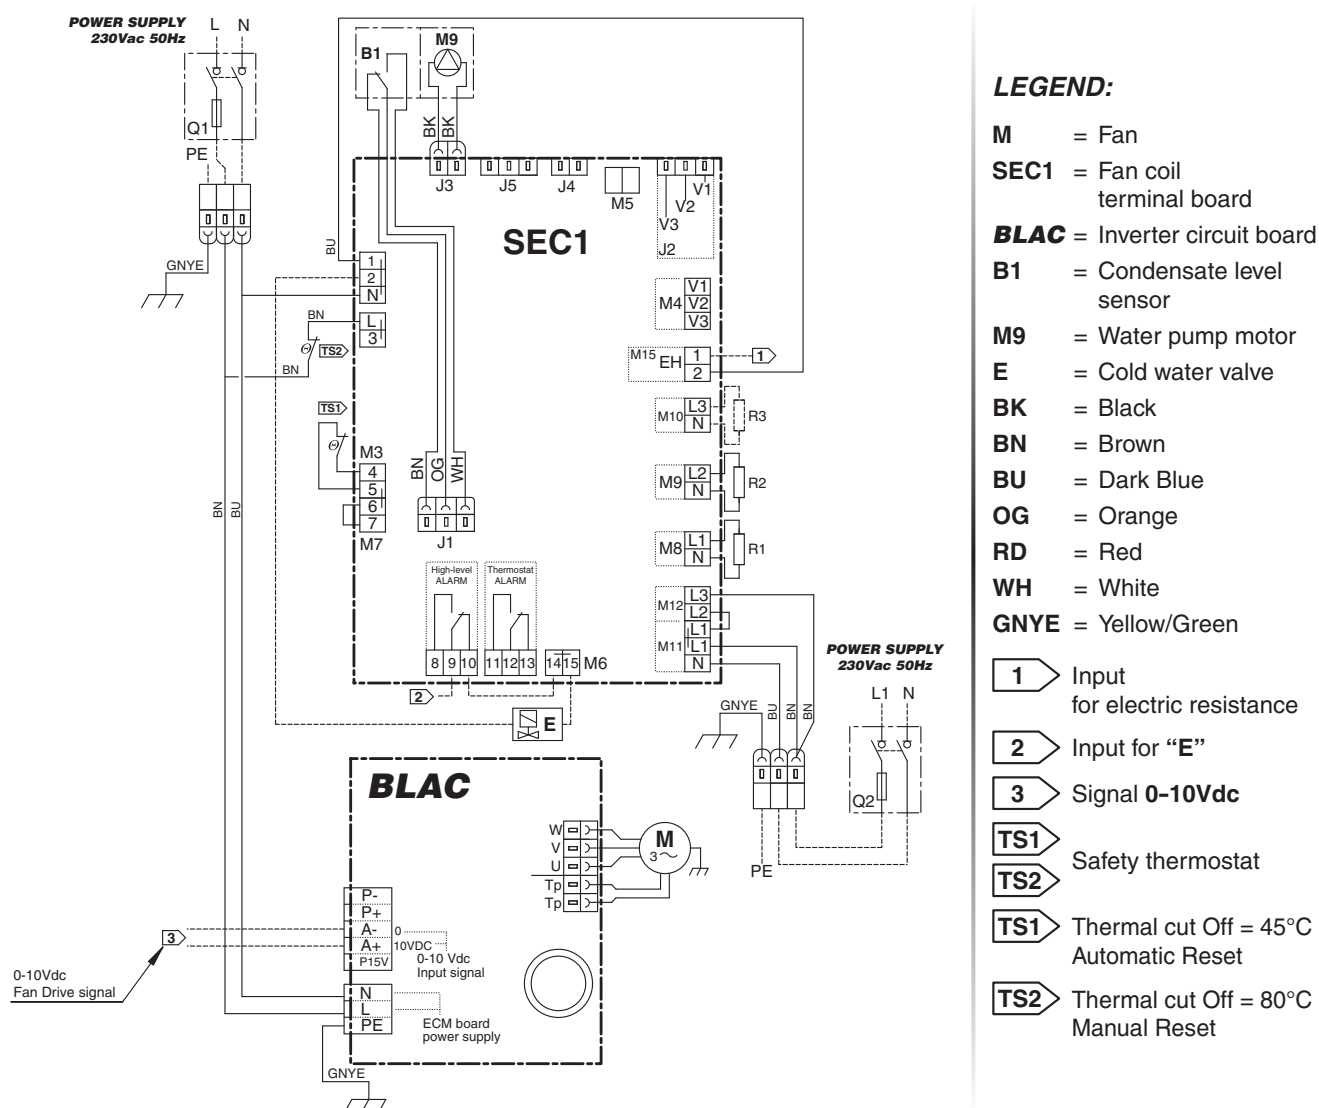 POWER SUPPLY
230Vac 50Hz
L N
Q1
PE
GNYE
B1
M9
BK
BK
J3
J5
J4
M5
V1
V2
V3
J2
SEC1
BU
1
2
N
BN
L
3
TS2
BN
TS1
M3
4
5
6
7
M7
BN
OG
WH
J1
BN
BU
M4
V1
V2
V3
M15
EH
1
2
1
M10
L3
N
R3
M9
L2
N
R2
M8
L1
N
R1
M12
L3
L2
M11
L1
L1
N
High-level
ALARM
Thermostat
ALARM
8 9 10
11 12 13
14 15
M6
2
E
POWER SUPPLY
230Vac 50Hz
L1 N
GNYE
BU
BN
BN
Q2
PE
BLAC
W
V
U
Tp
Tp
M
3
P-
P+
A-
A+
P15V
0
10VDC
0-10 Vdc
Input signal
3
0-10Vdc
Fan Drive signal
N
L
PE
ECM board
power supply
GNYE
LEGEND:
M = Fan
SEC1 = Fan coil
terminal board
BLAC = Inverter circuit board
B1 = Condensate level
sensor
M9 = Water pump motor
E = Cold water valve
BK = Black
BN = Brown
BU = Dark Blue
OG = Orange
RD = Red
WH = White
GNYE = Yellow/Green
1 Input
for electric resistance
2 Input for “E”
3 Signal 0-10Vdc
TS1
TS2
Safety thermostat
TS1 Thermal cut Off = 45°C
Automatic Reset
TS2 Thermal cut Off = 80°C
Manual Reset